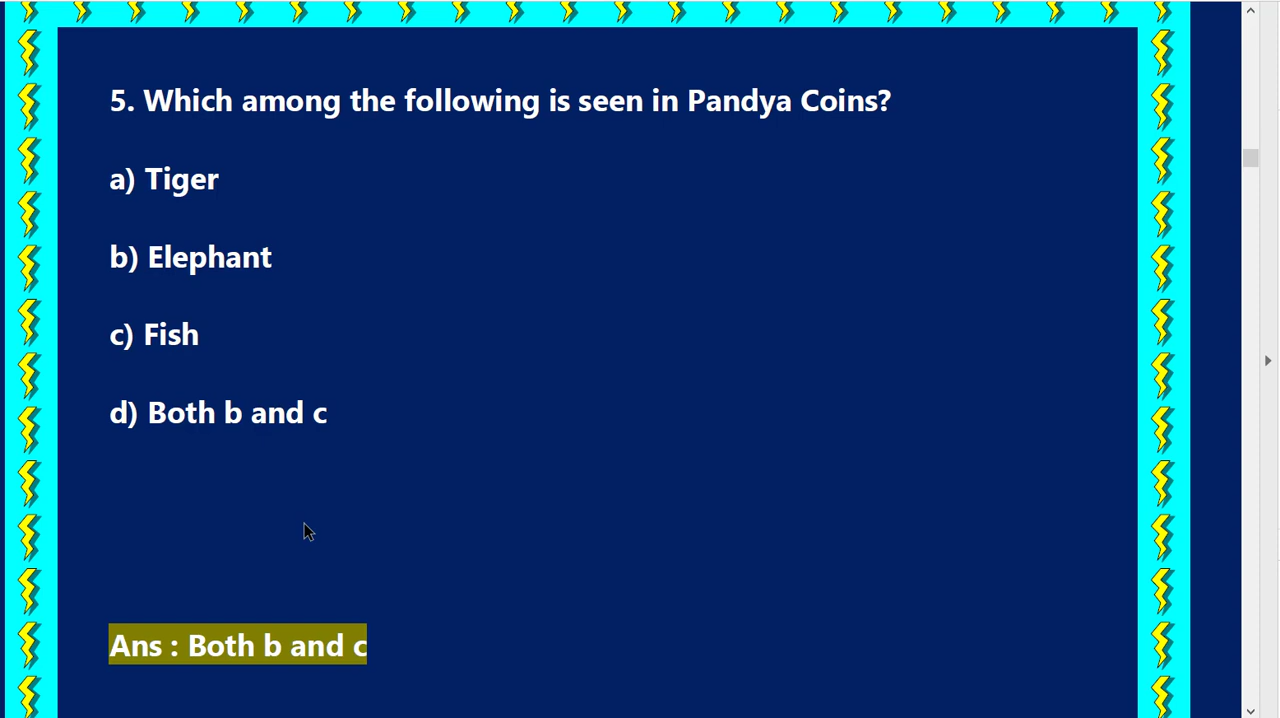 5. Which among the following is seen in Pandya Coins?
a) Tiger
b) Elephant
c) Fish
d) Both b and c
Ans : Both b and c